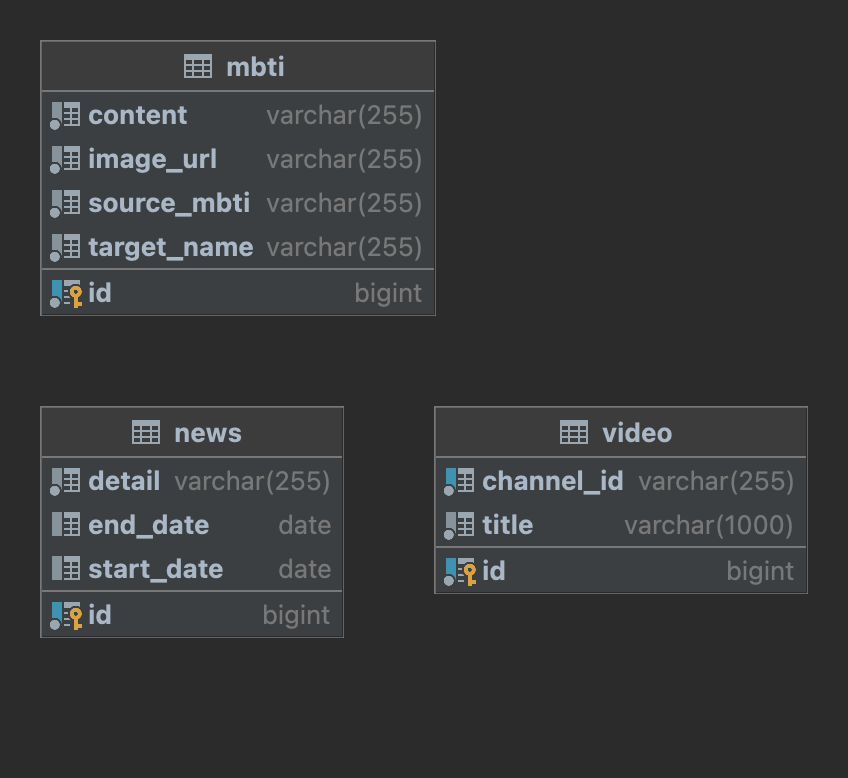 mbti
content varchar(255)
image_url varchar(255)
source_mbti varchar(255)
target_name varchar(255)
id bigint
news
detail varchar(255)
end_date date
start_date date
id bigint
video
channel_id varchar(255)
title varchar(1000)
id bigint